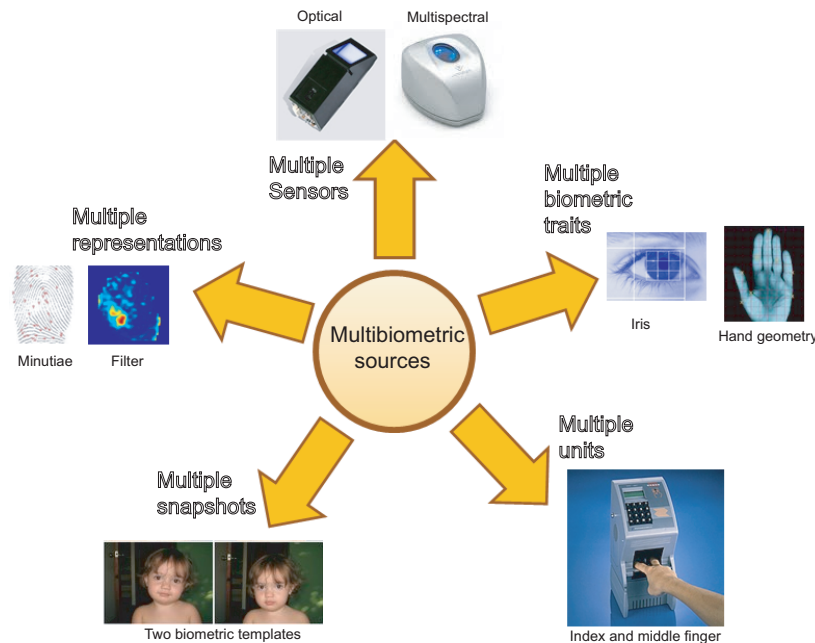 Optical
Multispectral
Multiple
Sensors
Multiple
biometric
traits
Multiple
representations
Iris
Hand geometry
Minutiae
Filter
Multibiometric
sources
Multiple
units
Multiple
snapshots
Two biometric templates
Index and middle finger